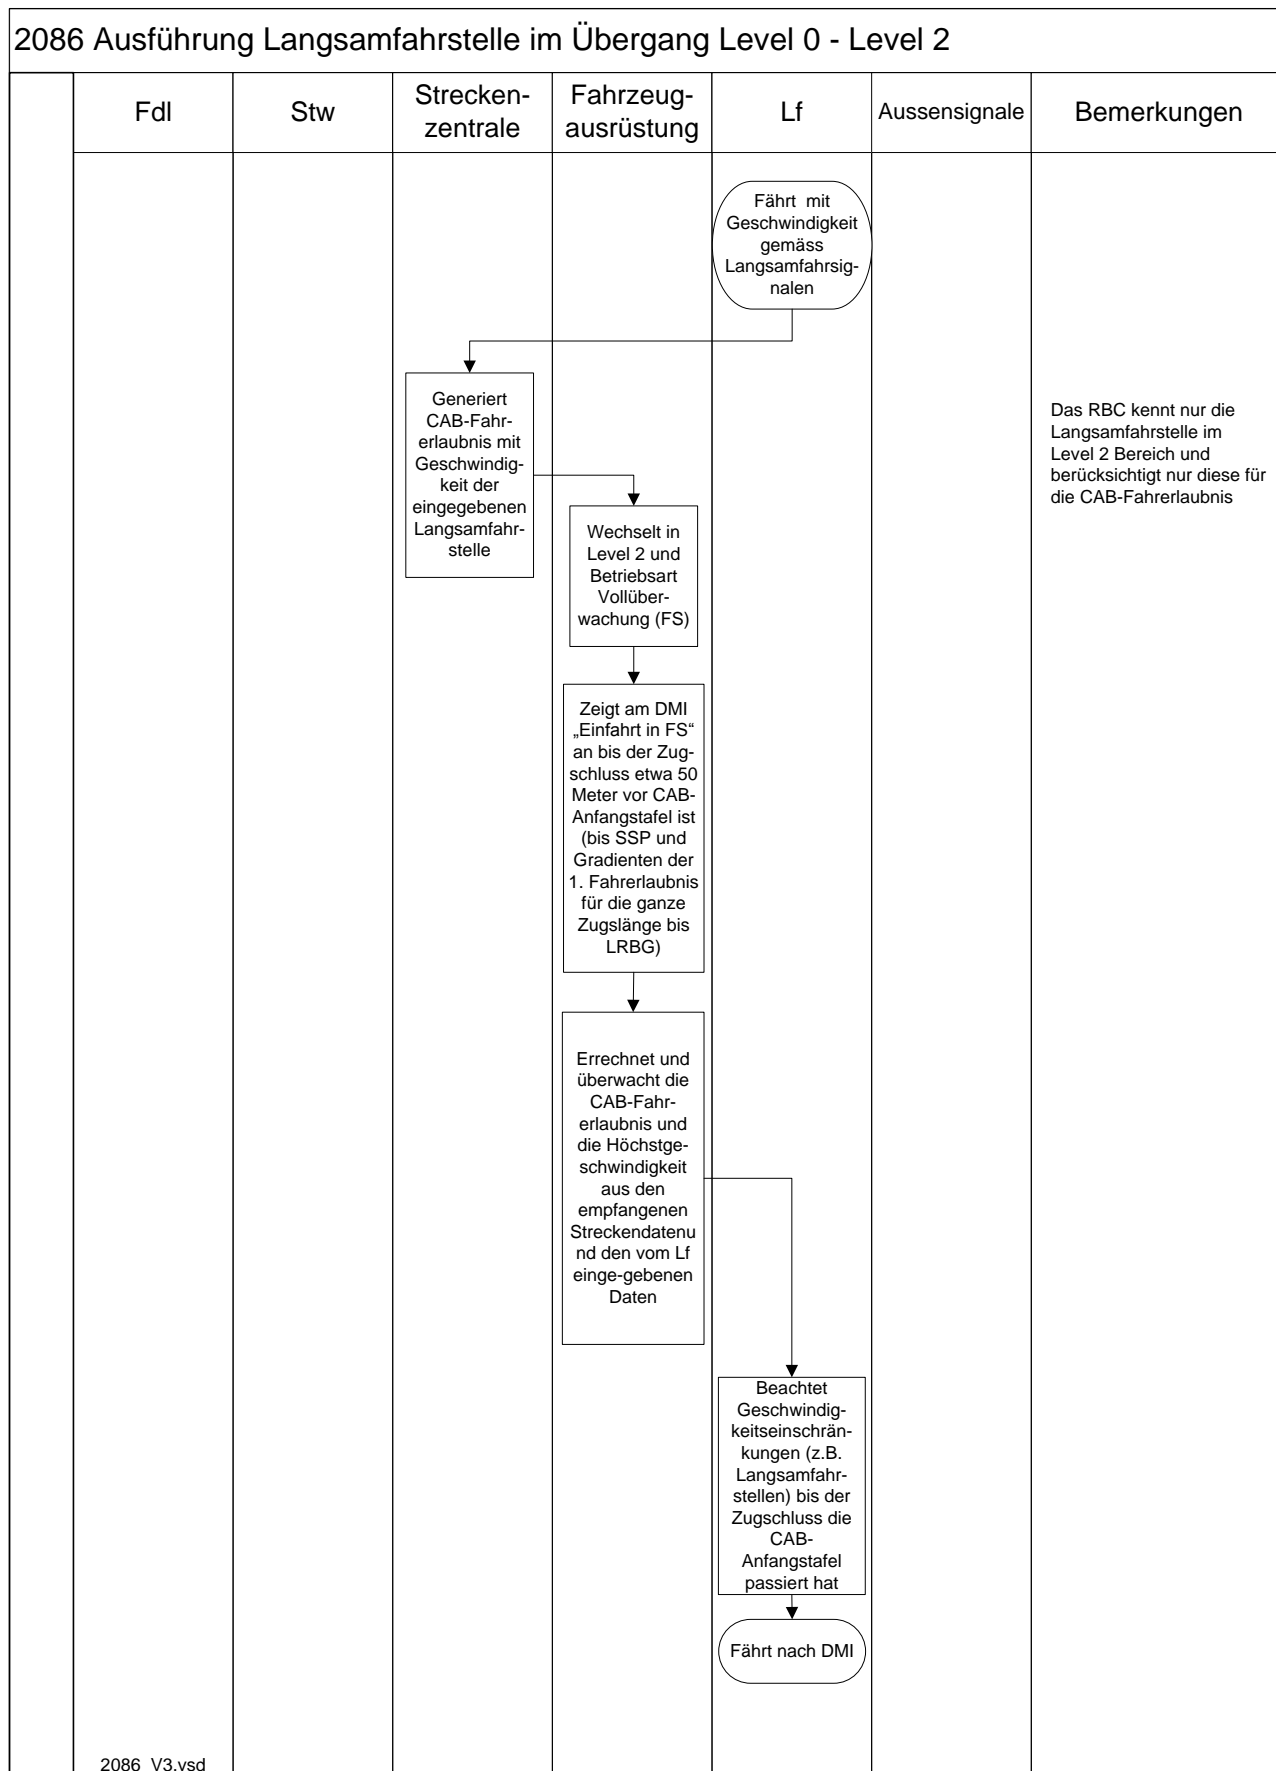 2086 Ausführung Langsamfahrstelle im Übergang Level 0 - Level 2
Fdl
Stw
Strecken-
zentrale
Fahrzeug-
ausrüstung
Lf
Aussensignale
Bemerkungen
Fährt mit
Geschwindigkeit
gemäss
Langsamfahrsig-
nalen
Generiert
CAB-Fahr-
erlaubnis mit
Geschwindig-
keit der
eingegebenen
Langsamfahr-
stelle
Das RBC kennt nur die
Langsamfahrstelle im
Level 2 Bereich und
berücksichtigt nur diese für
die CAB-Fahrerlaubnis
Wechselt in
Level 2 und
Betriebsart
Vollüber-
wachung (FS)
Zeigt am DMI
„Einfahrt in FS“
an bis der Zug-
schluss etwa 50
Meter vor CAB-
Anfangstafel ist
(bis SSP und
Gradienten der
1. Fahrerlaubnis
für die ganze
Zugslänge bis
LRBG)
Errechnet und
überwacht die
CAB-Fahr-
erlaubnis und
die Höchstge-
schwindigkeit
aus den
empfangenen
Streckendatenu
nd den vom Lf
einge-gebenen
Daten
Beachtet
Geschwindig-
keitseinschrän-
kungen (z.B.
Langsamfahr-
stellen) bis der
Zugschluss die
CAB-
Anfangstafel
passiert hat
Fährt nach DMI
2086_V3.vsd